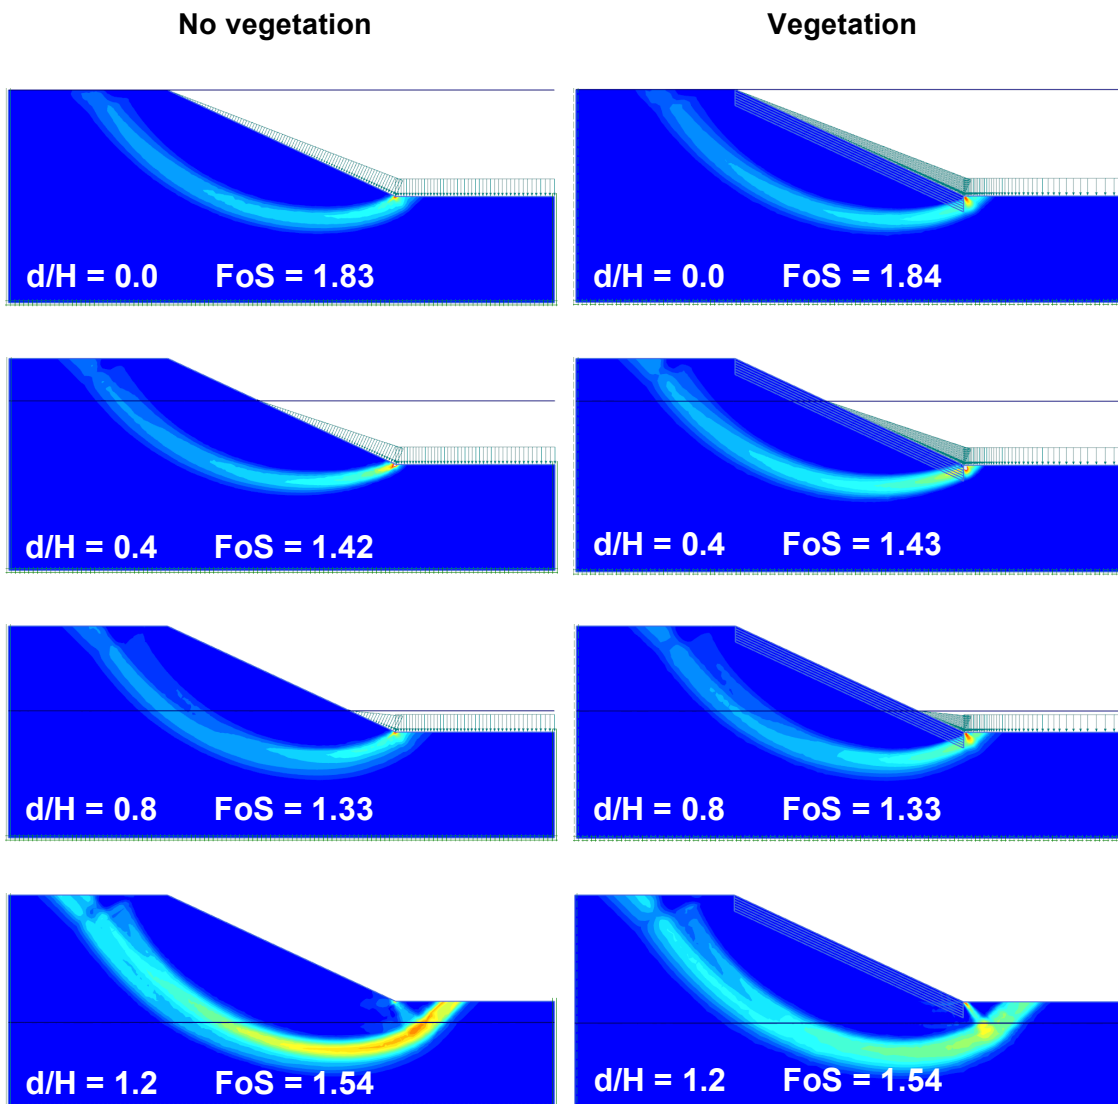 No vegetation Vegetation
d/H = 0.0 FoS = 1.83 d/H = 0.0 FoS = 1.84
d/H = 0.4 FoS = 1.42 d/H = 0.4 FoS = 1.43
d/H = 0.8 FoS = 1.33 d/H = 0.8 FoS = 1.33
d/H = 1.2 FoS = 1.54 d/H = 1.2 FoS = 1.54